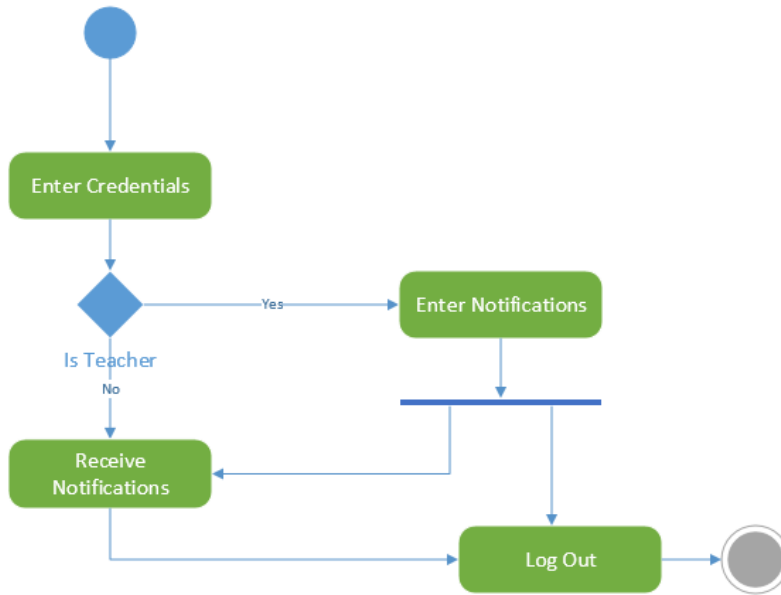 Enter Credentials
Yes
Enter Notifications
Is Teacher
No
Receive
Notifications
Log Out